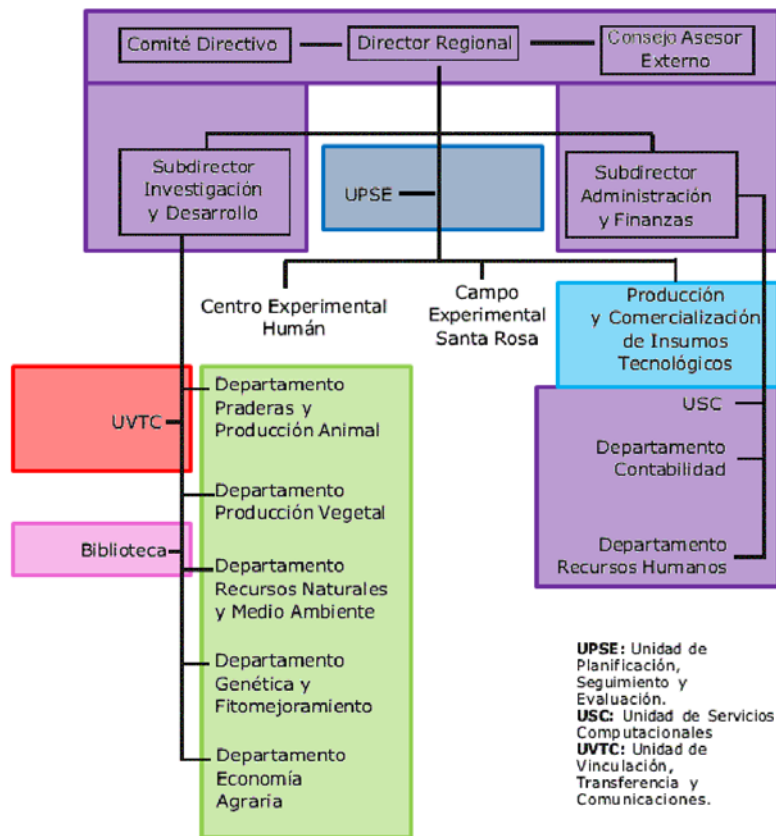 Comité Directivo
Director Regional
Consejo Asesor
Externo
Subdirector
Investigación
y Desarrollo
UPSE
Subdirector
Administración
y Finanzas
Centro Experimental
Humán
Campo
Experimental
Santa Rosa
Producción
y Comercialización
de Insumos
Tecnológicos
UVTC
Biblioteca
Departamento
Praderas y
Producción Animal
Departamento
Producción Vegetal
Departamento
Recursos Naturales
y Medio Ambiente
Departamento
Genética y
Fitomejoramiento
Departamento
Economía
Agraria
USC
Departamento
Contabilidad
Departamento
Recursos Humanos
UPSE: Unidad de
Planificación,
Seguimiento y
Evaluación.
USC: Unidad de Servicios
Computacionales
UVTC: Unidad de
Vinculación,
Transferencia y
Comunicaciones.